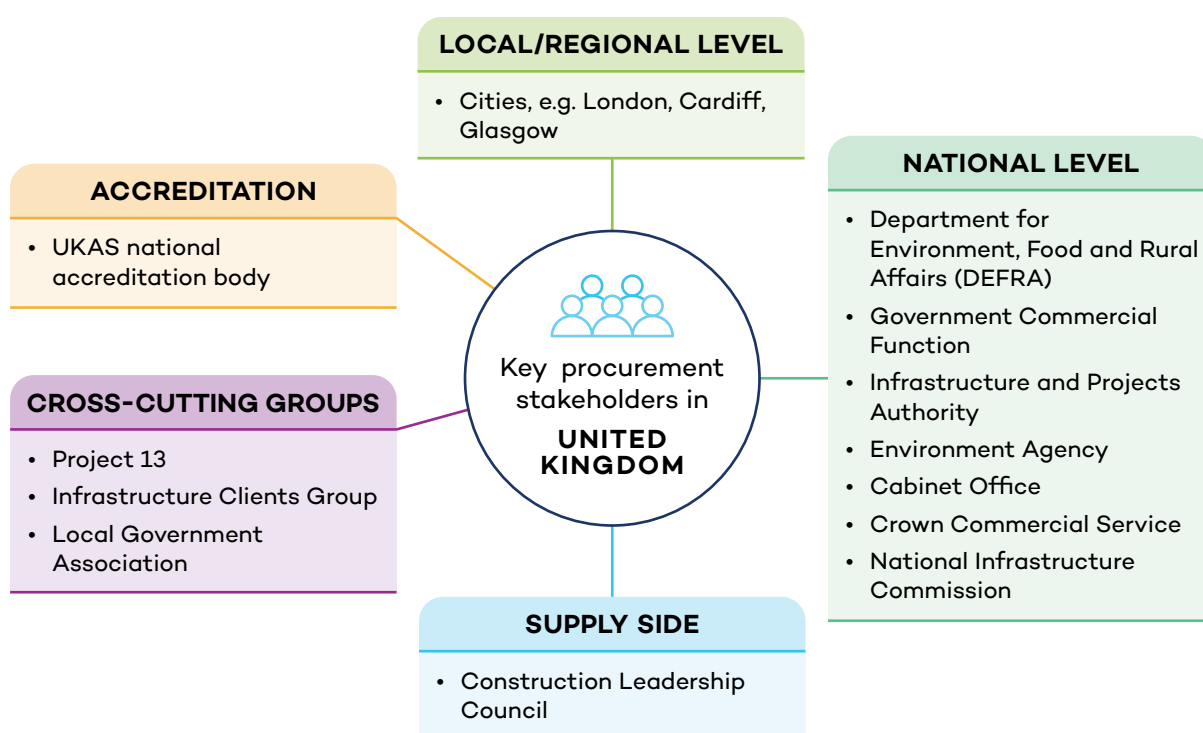 LOCAL/REGIONAL LEVEL
• Cities, e.g. London, Cardiff,
Glasgow
ACCREDITATION
• UKAS national
accreditation body
CROSS-CUTTING GROUPS
• Project 13
• Infrastructure Clients Group
• Local Government
Association
Key procurement
stakeholders in
UNITED
KINGDOM
NATIONAL LEVEL
• Department for
Environment, Food and Rural
Affairs (DEFRA)
• Government Commercial
Function
• Infrastructure and Projects
Authority
• Environment Agency
• Cabinet Office
• Crown Commercial Service
• National Infrastructure
Commission
SUPPLY SIDE
• Construction Leadership
Council